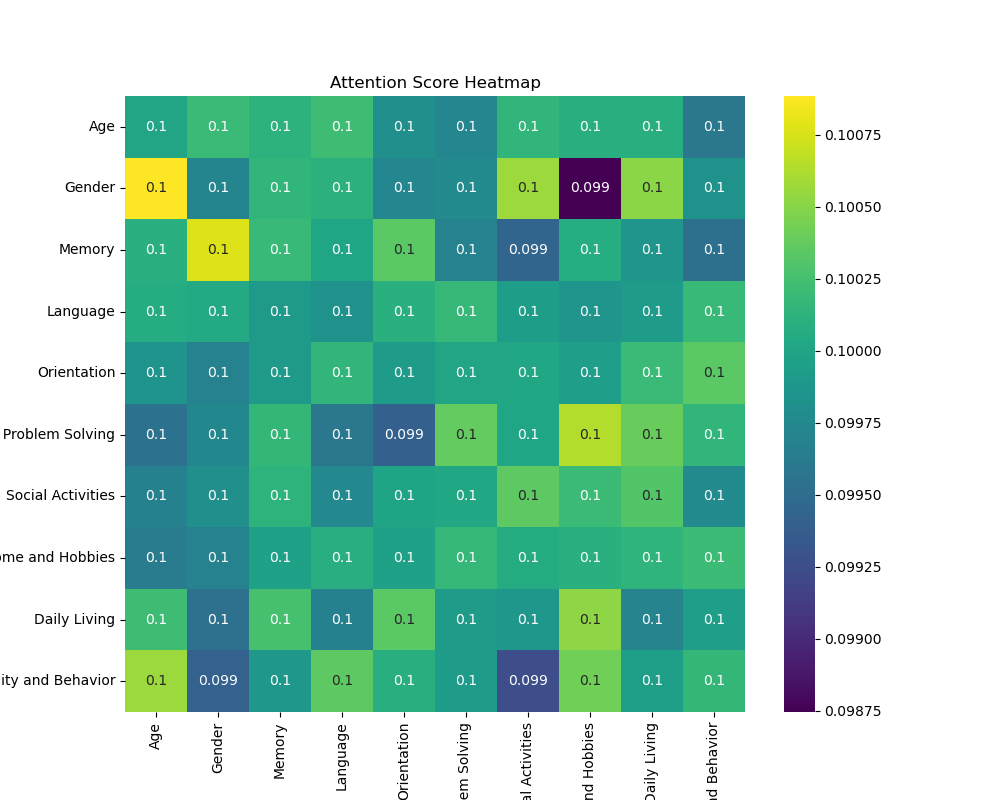 Attention Score Heatmap
Age 0.1 0.1 0.1 0.1 0.1 0.1 0.1 0.1 0.1 0.1
Gender 0.1 0.1 0.1 0.1 0.1 0.1 0.1 0.099 0.1 0.1
Memory 0.1 0.1 0.1 0.1 0.1 0.1 0.099 0.1 0.1 0.1
Language 0.1 0.1 0.1 0.1 0.1 0.1 0.1 0.1 0.1 0.1
Orientation 0.1 0.1 0.1 0.1 0.1 0.1 0.1 0.1 0.1 0.1
Problem Solving 0.1 0.1 0.1 0.1 0.099 0.1 0.1 0.1 0.1 0.1
Social Activities 0.1 0.1 0.1 0.1 0.1 0.1 0.1 0.1 0.1 0.1
ome and Hobbies 0.1 0.1 0.1 0.1 0.1 0.1 0.1 0.1 0.1 0.1
Daily Living 0.1 0.1 0.1 0.1 0.1 0.1 0.1 0.1 0.1 0.1
ity and Behavior 0.1 0.099 0.1 0.1 0.1 0.1 0.099 0.1 0.1 0.1
Age
Gender
Memory
Language
Orientation
em Solving
al Activities
nd Hobbies
Daily Living
nd Behavior
0.10075
0.10050
0.10025
0.10000
0.09975
0.09950
0.09925
0.09900
0.09875